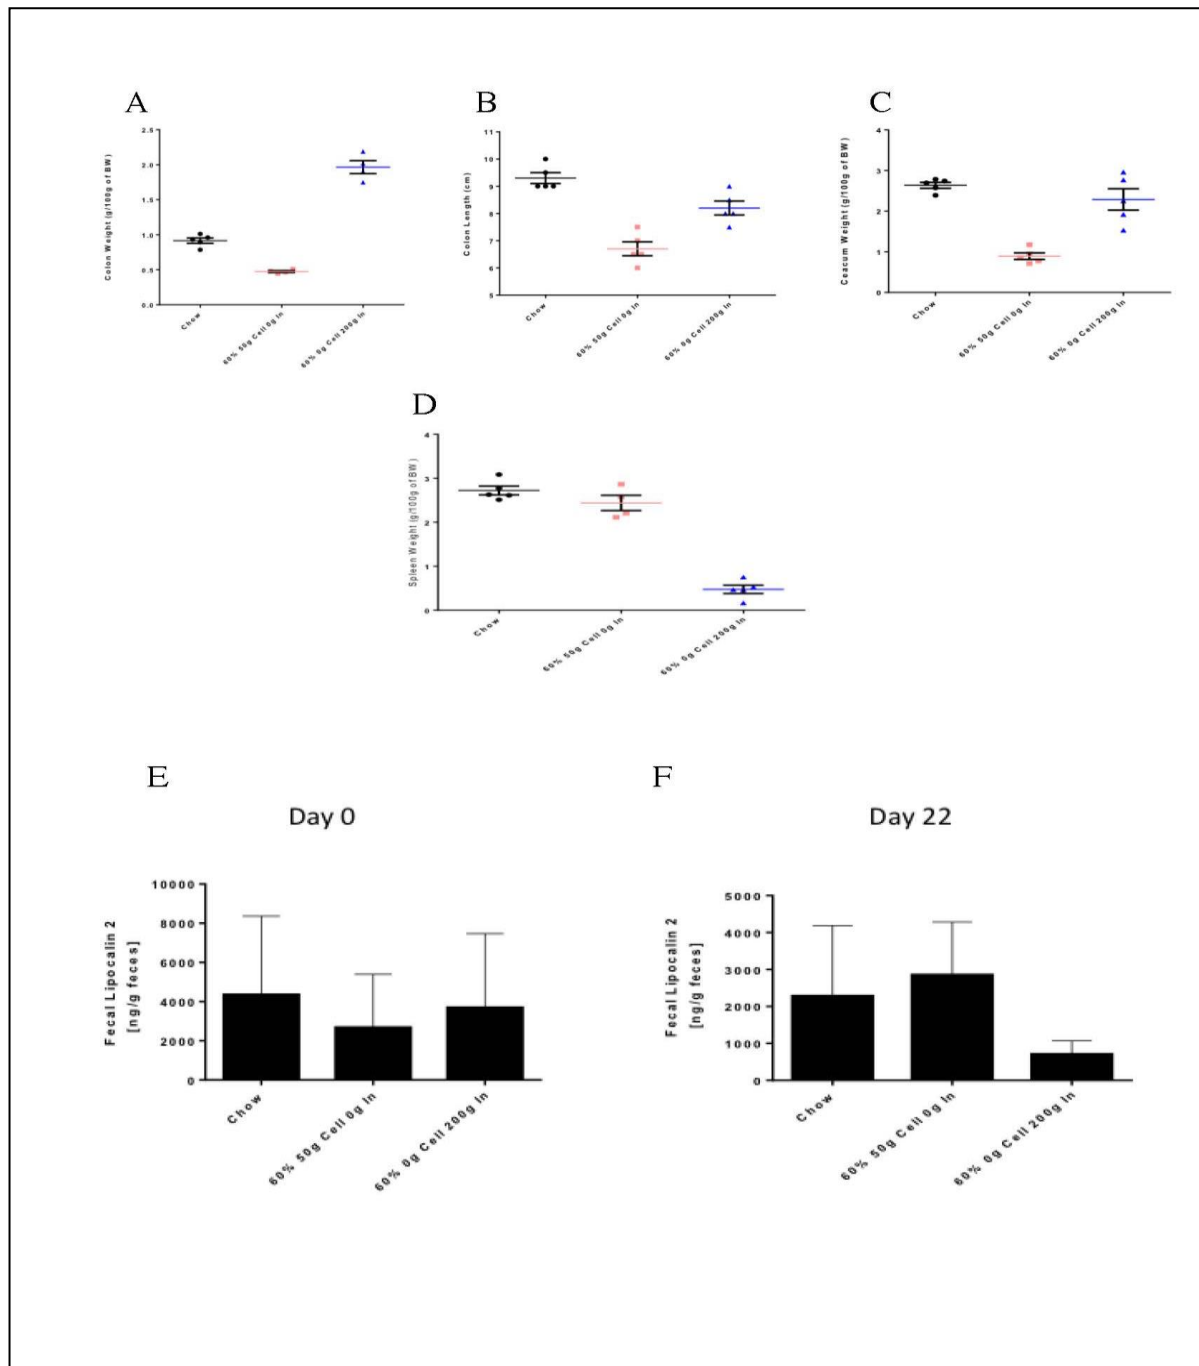 A
Colon Weight (g/100g of BW)
2.5
2.0
1.5
1.0
0.5
0.0
Chow
60% 50g Cell 0g In
60% 0g Cell 200g In
B
Colon Length (cm)
11
10
9
8
7
6
5
Chow
60% 50g Cell 0g In
60% 0g Cell 200g In
C
Ceacum Weight (g/100g of BW)
4
3
2
1
0
Chow
60% 50g Cell 0g In
60% 0g Cell 200g In
D
Spleen Weight (g/100g of BW)
4
3
2
1
0
Chow
60% 50g Cell 0g In
60% 0g Cell 200g In
E
Day 0
Fecal Lipocalin 2
[ng/g feces]
10000
8000
6000
4000
2000
0
Chow
60% 50g Cell 0g In
60% 0g Cell 200g In
F
Day 22
Fecal Lipocalin 2
[ng/g feces]
5000
4000
3000
2000
1000
0
Chow
60% 50g Cell 0g In
60% 0g Cell 200g In